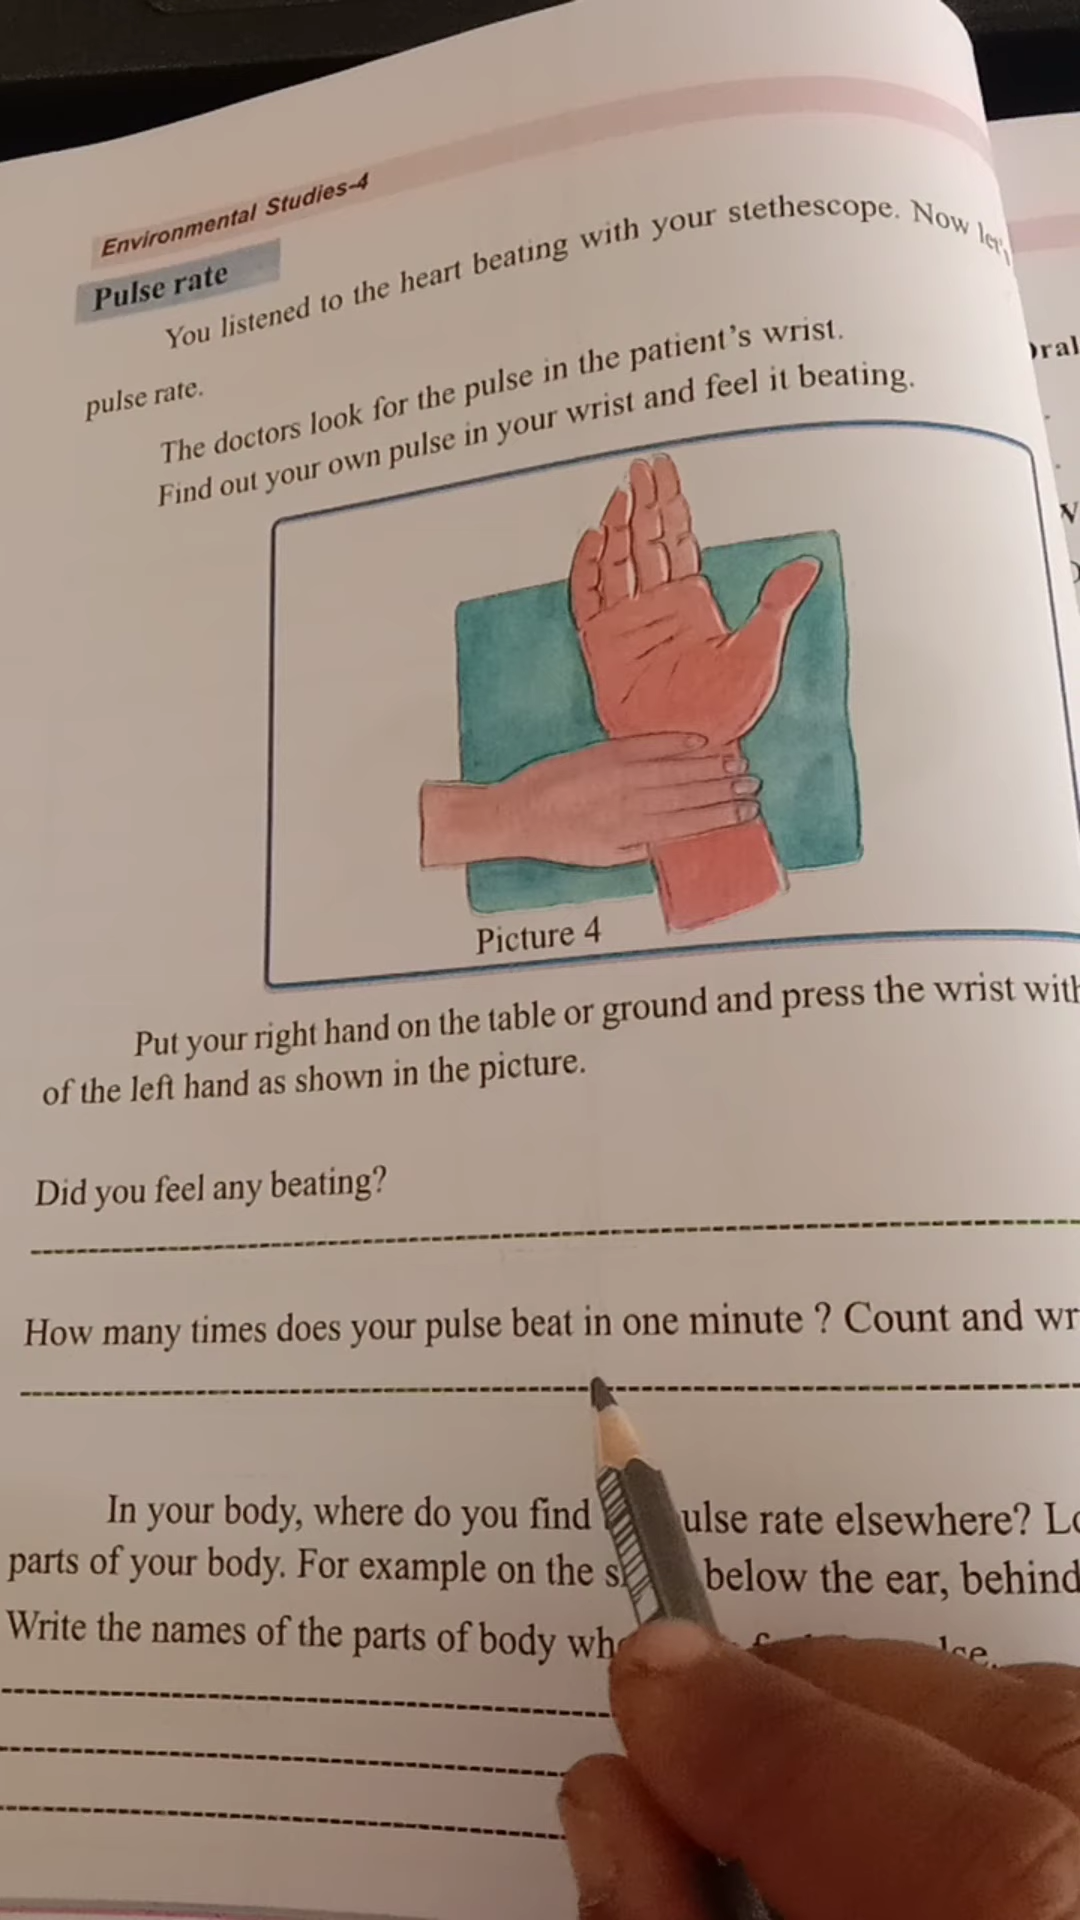 Environmental Studies-4
Pulse rate
You listened to the heart beating with your stethescope. Now let's
pulse rate.
The doctors look for the pulse in the patient's wrist.
Find out your own pulse in your wrist and feel it beating.
Picture 4
Put your right hand on the table or ground and press the wrist with
of the left hand as shown in the picture.
Did you feel any beating?
How many times does your pulse beat in one minute ? Count and wr
In your body, where do you find ulse rate elsewhere? Lo
parts of your body. For example on the s below the ear, behind
Write the names of the parts of body wh lse.